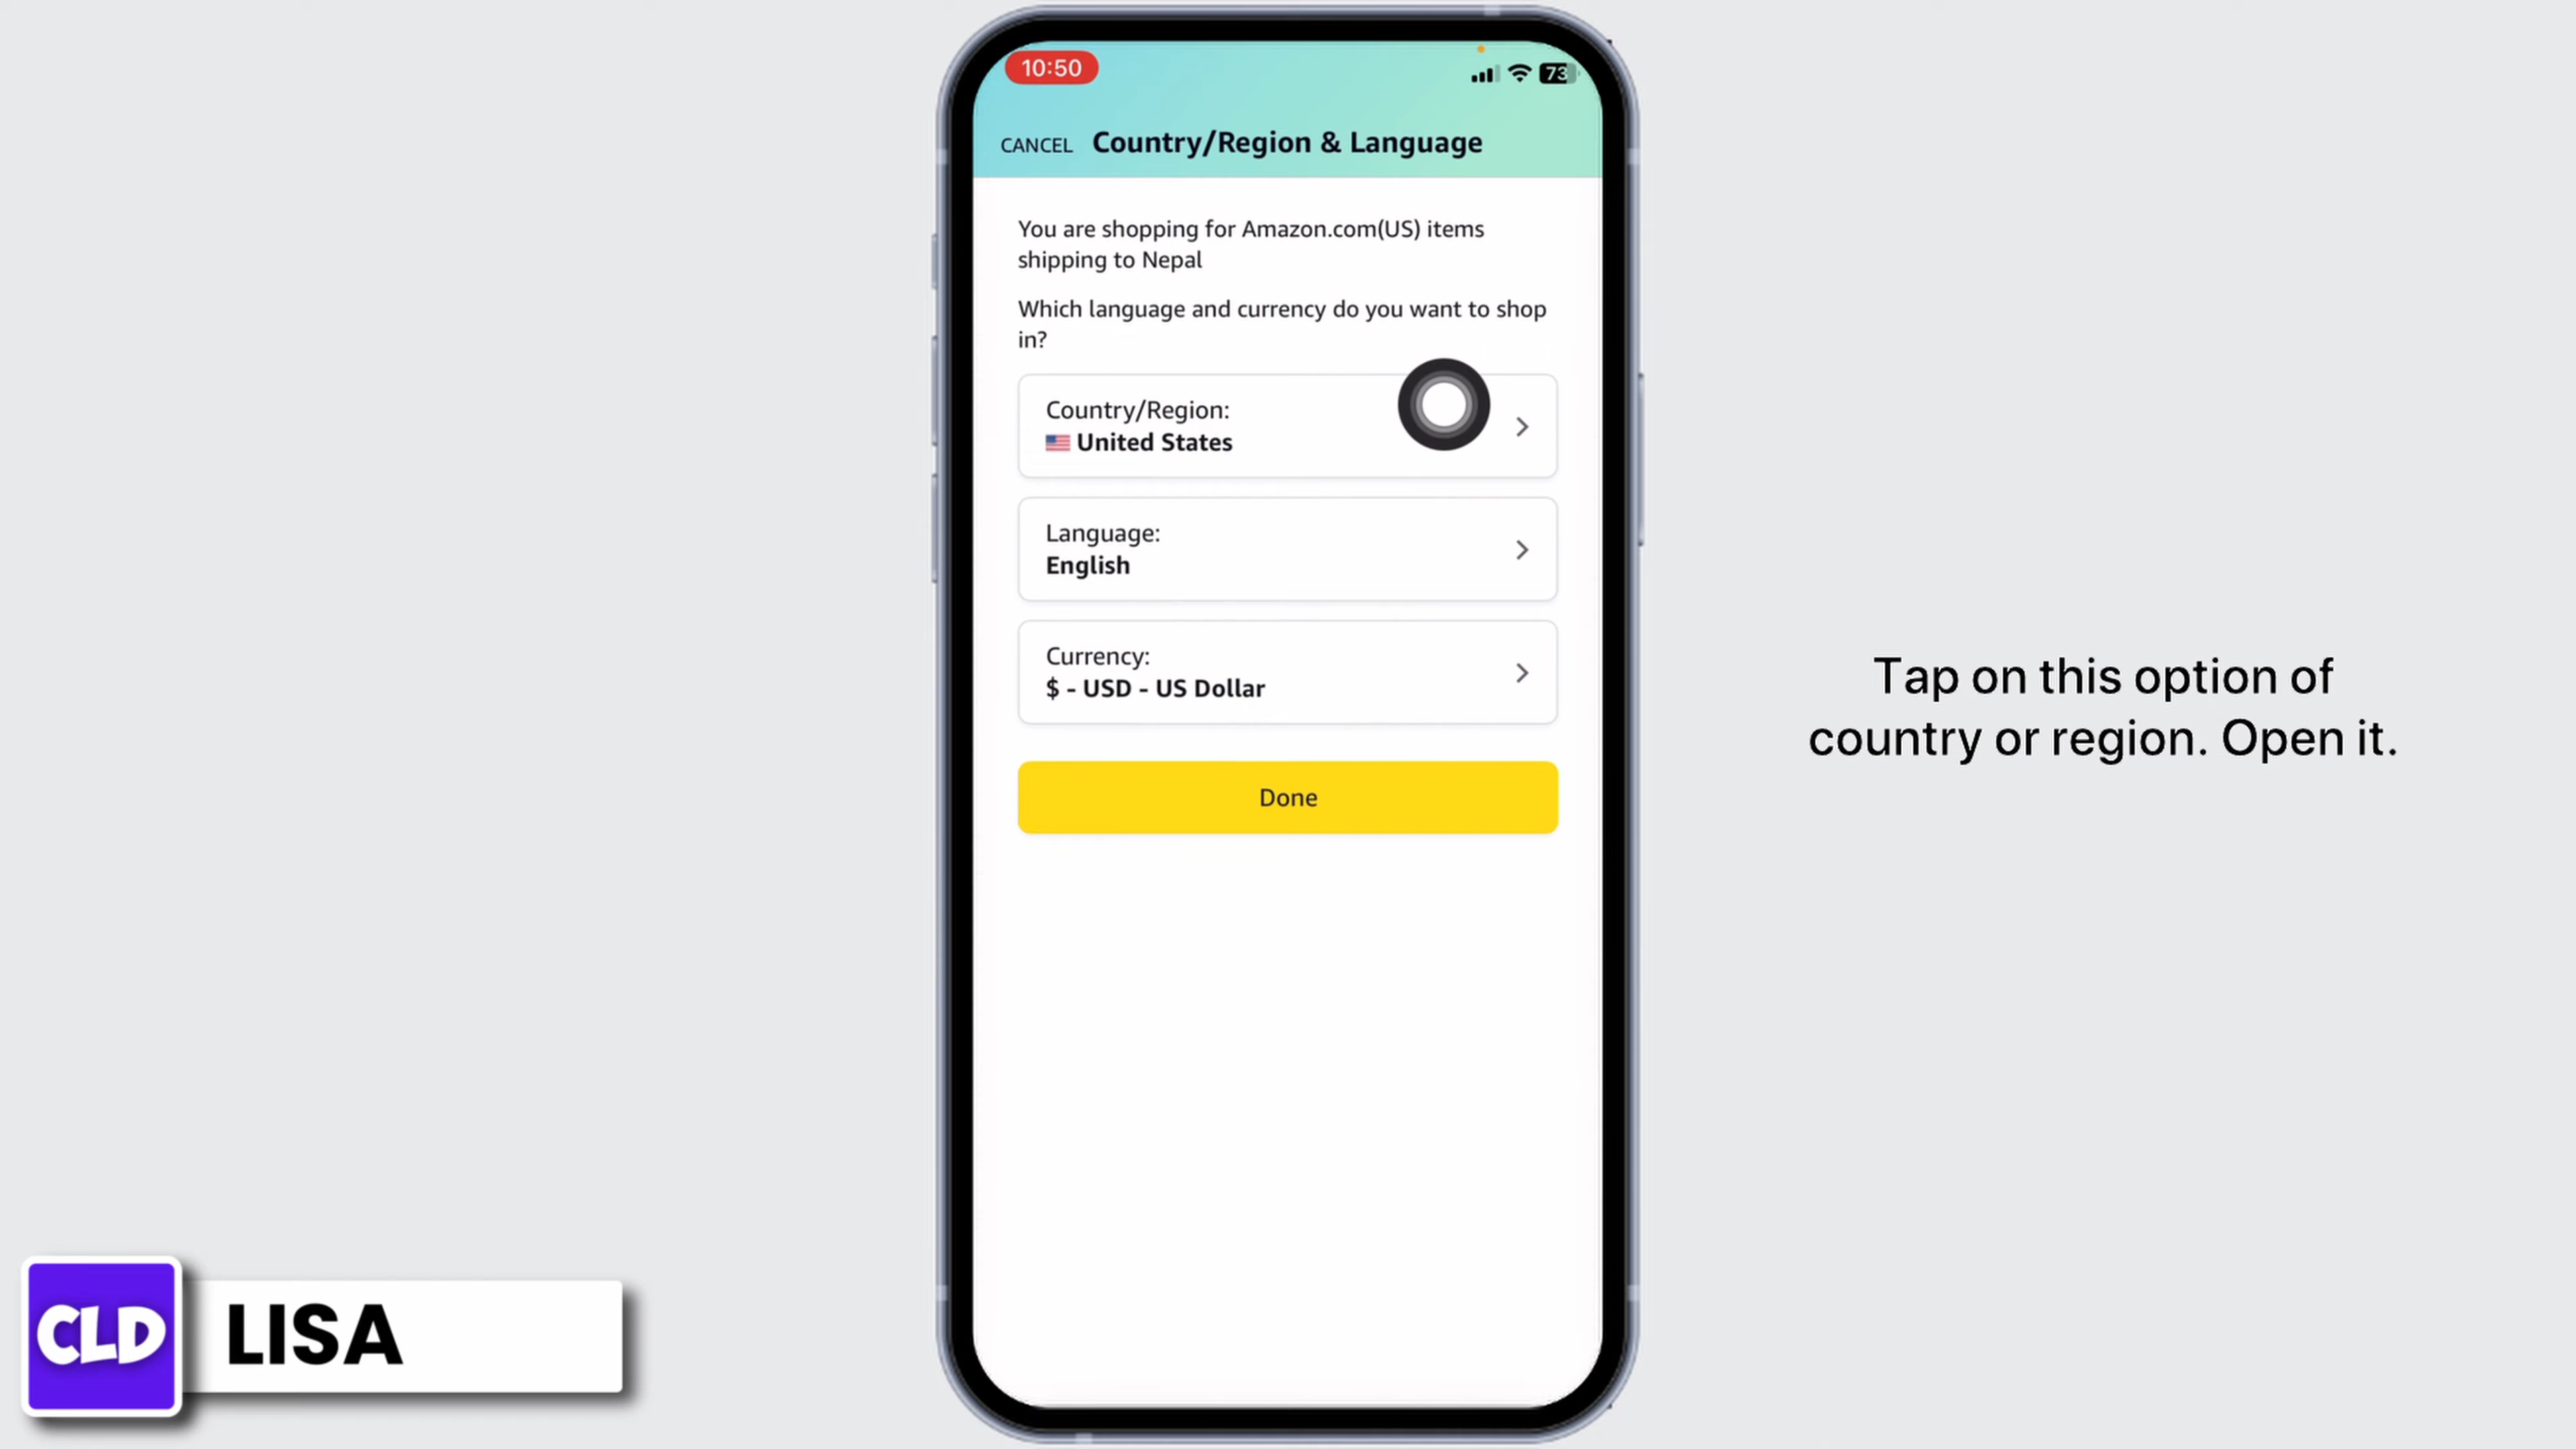 10:50
73
CANCEL Country/Region & Language
You are shopping for Amazon.com(US) items
shipping to Nepal
Which language and currency do you want to shop
in?
Country/Region:
United States
Language:
English
Currency:
$ - USD - US Dollar
Done
Tap on this option of
country or region. Open it.
CLD
LISA